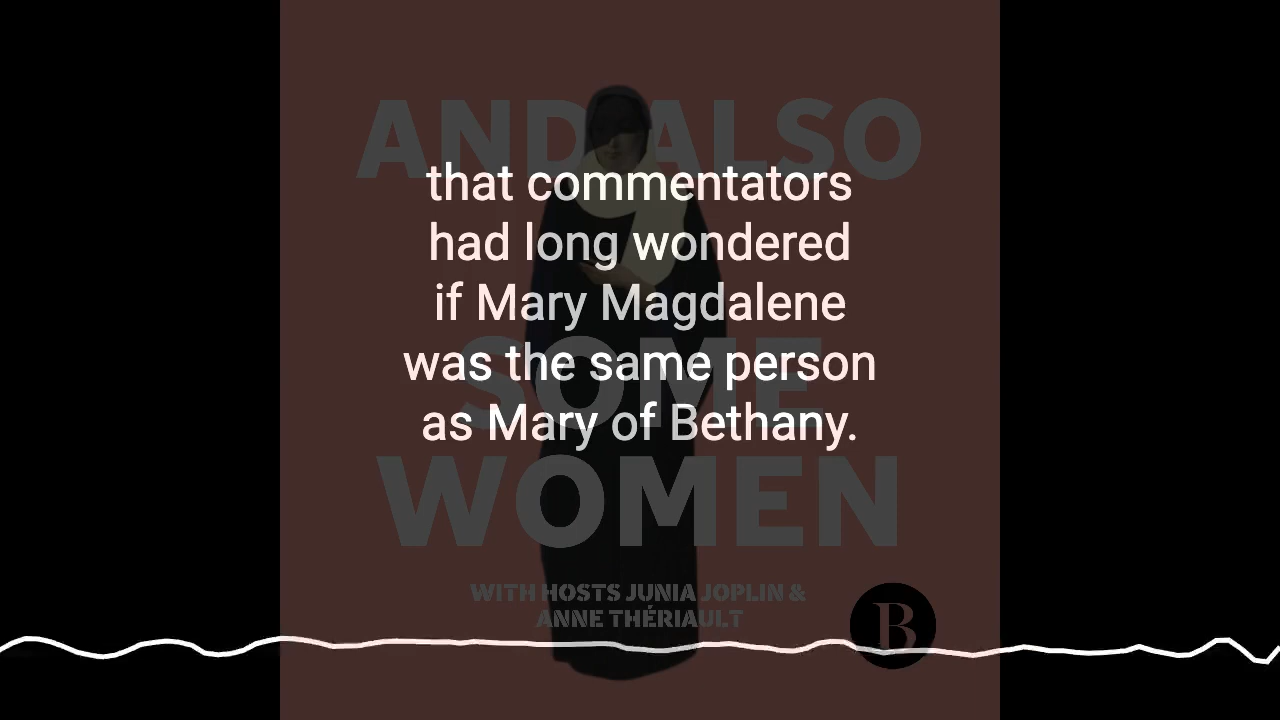 AND ALSO
that commentators
had long wondered
if Mary Magdalene
was the same person
as Mary of Bethany.
SOME
WOMEN
WITH HOSTS JUNIA JOPLIN &
ANNE THÉRIAULT
B